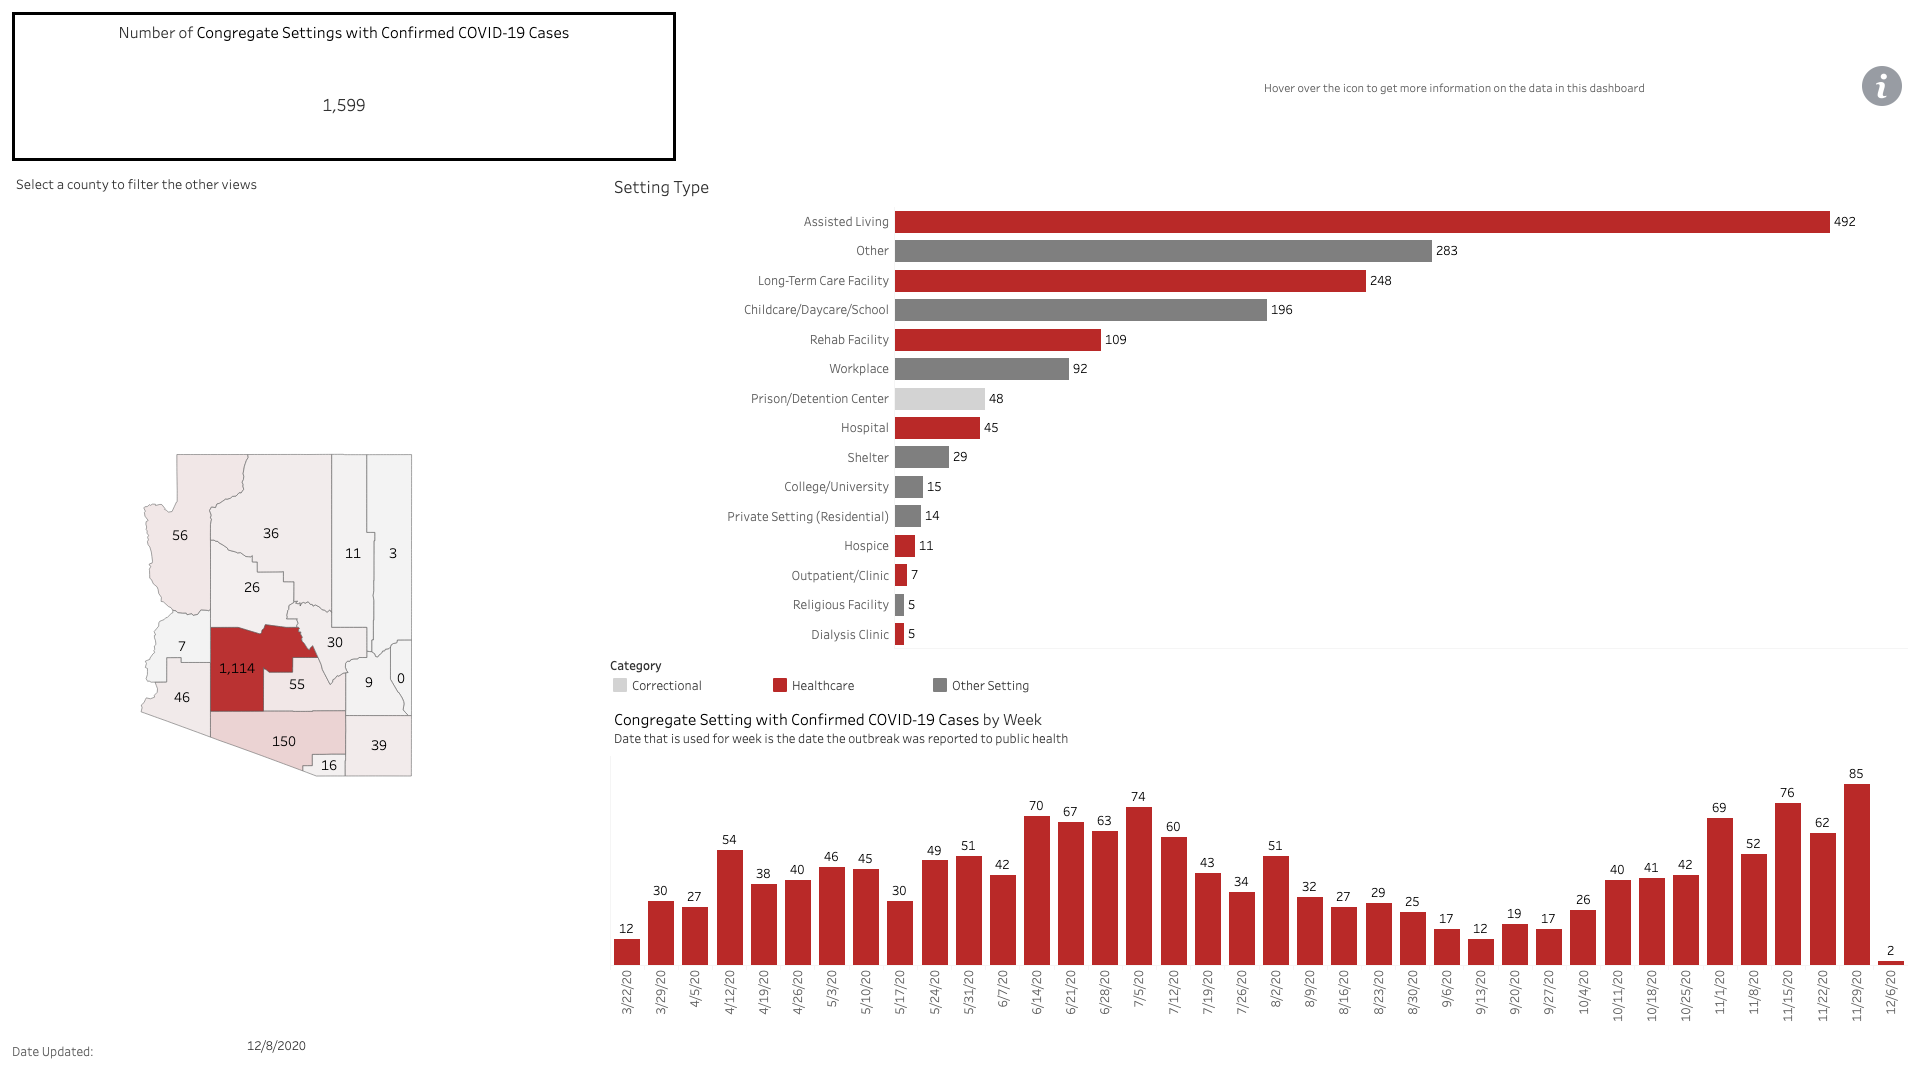 Number of Congregate Settings with Confirmed COVID-19 Cases
1,599
Hover over the icon to get more information on the data in this dashboard
i
Select a county to filter the other views
56
36
11
3
26
7
30
1,114
55
9
0
46
150
39
16
Setting Type
Assisted Living 492
Other 283
Long-Term Care Facility 248
Childcare/Daycare/School 196
Rehab Facility 109
Workplace 92
Prison/Detention Center 48
Hospital 45
Shelter 29
College/University 15
Private Setting (Residential) 14
Hospice 11
Outpatient/Clinic 7
Religious Facility 5
Dialysis Clinic 5
Category
Correctional Healthcare Other Setting
Congregate Setting with Confirmed COVID-19 Cases by Week
Date that is used for week is the date the outbreak was reported to public health
12 30 27 54 38 40 46 45 30 49 51 42 70 67 63 74 60 43 34 51 32 27 29 25 17 12 19 17 26 40 41 42 69 52 76 62 85 2
3/22/20 3/29/20 4/5/20 4/12/20 4/19/20 4/26/20 5/3/20 5/10/20 5/17/20 5/24/20 5/31/20 6/7/20 6/14/20 6/21/20 6/28/20 7/5/20 7/12/20 7/19/20 7/26/20 8/2/20 8/9/20 8/16/20 8/23/20 8/30/20 9/6/20 9/13/20 9/20/20 9/27/20 10/4/20 10/11/20 10/18/20 10/25/20 11/1/20 11/8/20 11/15/20 11/22/20 11/29/20 12/6/20
Date Updated: 12/8/2020